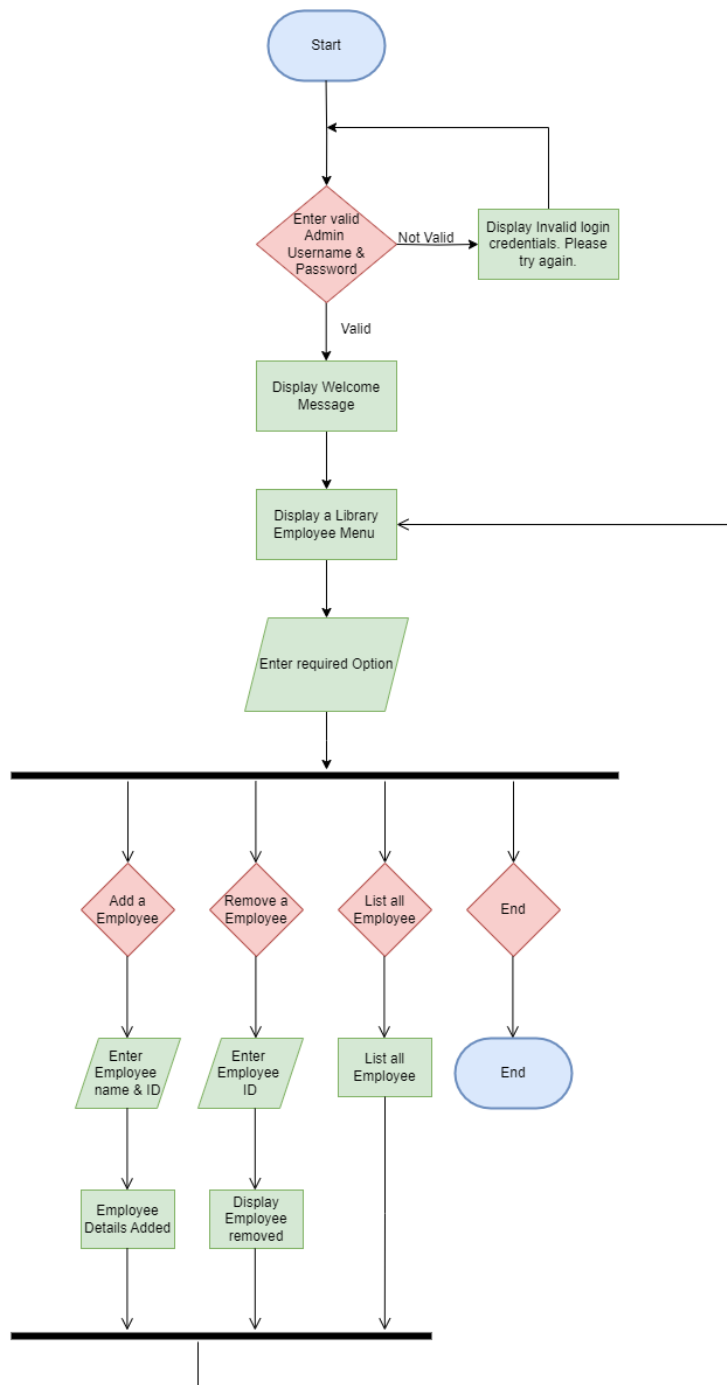 Start
Enter valid
Admin
Username &
Password
Not Valid
Display Invalid login
credentials. Please
try again.
Valid
Display Welcome
Message
Display a Library
Employee Menu
Enter required Option
Add a
Employee
Remove a
Employee
List all
Employee
End
Enter
Employee
name & ID
Enter
Employee
ID
List all
Employee
End
Employee
Details Added
Display
Employee
removed